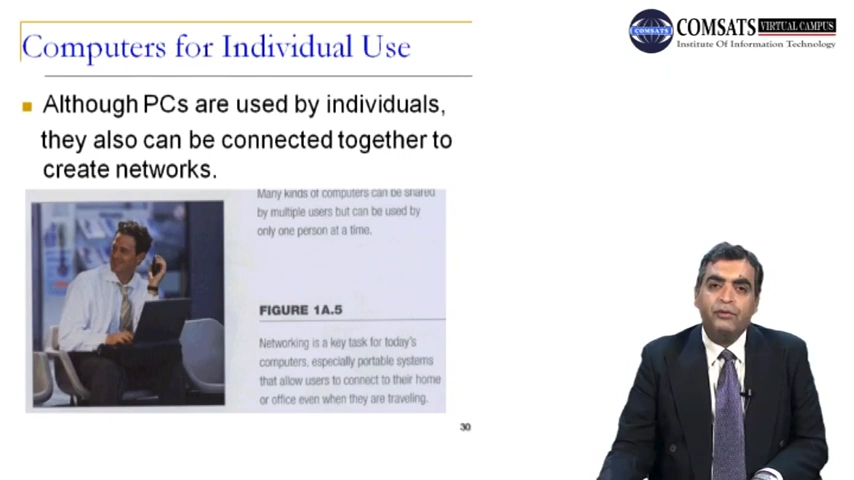 Computers for Individual Use
COMSATS
VIRTUAL CAMPUS
Institute Of Information Technology
COMSATS
Although PCs are used by individuals,
they also can be connected together to
create networks.
Many kinds of computers can be shared
by multiple users but can be used by
only one person at a time.
FIGURE 1A.5
Networking is a key task for today's
computers, especially portable systems
that allow users to connect to their home
or office even when they are traveling.
30